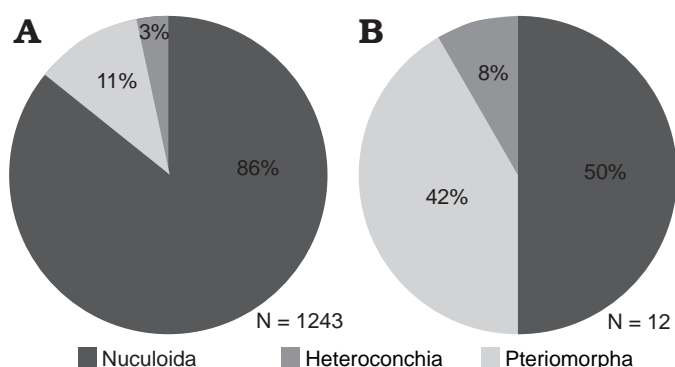 A
B
3%
8%
11%
86%
50%
42%
N = 1243
N = 12
Nuculoida
Heteroconchia
Pteriomorpha